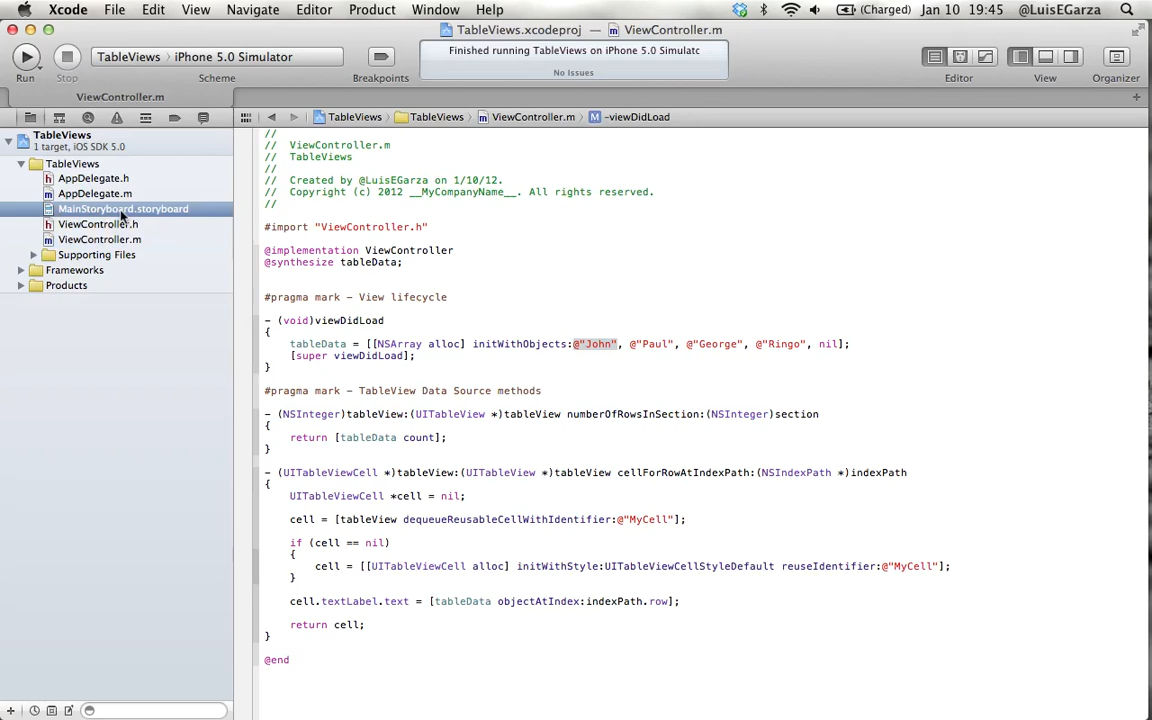 Xcode File Edit View Navigate Editor Product Window Help (Charged) Jan 10 19:45 @LuisEGarza
TableViews.xcodeproj — ViewController.m
TableViews iPhone 5.0 Simulator
Finished running TableViews on iPhone 5.0 Simulatc
No Issues
Run Stop Scheme Breakpoints Editor View Organizer
ViewController.m
TableViews TableViews ViewController.m -viewDidLoad
TableViews
1 target, iOS SDK 5.0
TableViews
AppDelegate.h
AppDelegate.m
MainStoryboard.storyboard
ViewController.h
ViewController.m
Supporting Files
Frameworks
Products
//
// ViewController.m
// TableViews
//
// Created by @LuisEGarza on 1/10/12.
// Copyright (c) 2012 __MyCompanyName__. All rights reserved.
//
#import "ViewController.h"
@implementation ViewController
@synthesize tableData;
#pragma mark - View lifecycle
- (void)viewDidLoad
{
tableData = [[NSArray alloc] initWithObjects:@"John", @"Paul", @"George", @"Ringo", nil];
[super viewDidLoad];
}
#pragma mark - TableView Data Source methods
- (NSInteger)tableView:(UITableView *)tableView numberOfRowsInSection:(NSInteger)section
{
return [tableData count];
}
- (UITableViewCell *)tableView:(UITableView *)tableView cellForRowAtIndexPath:(NSIndexPath *)indexPath
{
UITableViewCell *cell = nil;
cell = [tableView dequeueReusableCellWithIdentifier:@"MyCell"];
if (cell == nil)
{
cell = [[UITableViewCell alloc] initWithStyle:UITableViewCellStyleDefault reuseIdentifier:@"MyCell"];
}
cell.textLabel.text = [tableData objectAtIndex:indexPath.row];
return cell;
}
@end